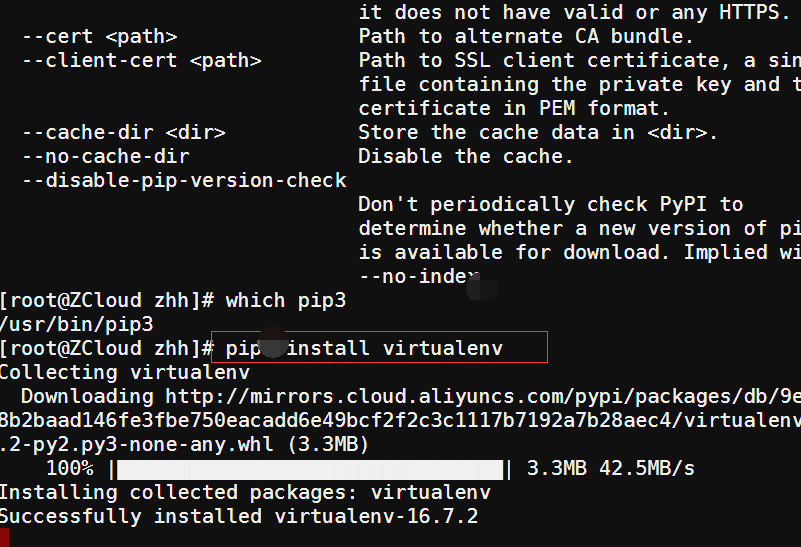 it does not have valid or any HTTPS.
--cert <path> Path to alternate CA bundle.
--client-cert <path> Path to SSL client certificate, a
file containing the private key and
certificate in PEM format.
--cache-dir <dir> Store the cache data in <dir>.
--no-cache-dir Disable the cache.
--disable-pip-version-check
Don't periodically check PyPI to
determine whether a new version of
is available for download. Implied
--no-index
[root@ZCloud zhh]# which pip3
/usr/bin/pip3
[root@ZCloud zhh]# pip install virtualenv
Collecting virtualenv
Downloading http://mirrors.cloud.aliyuncs.com/pypi/packages/db/9e
8b2baad146fe3fbe750eacadd6e49bcf2f2c3c1117b7192a7b28aec4/virtualenv
.2-py2.py3-none-any.whl (3.3MB)
100% |████████████████████████████████| 3.3MB 42.5MB/s
Installing collected packages: virtualenv
Successfully installed virtualenv-16.7.2